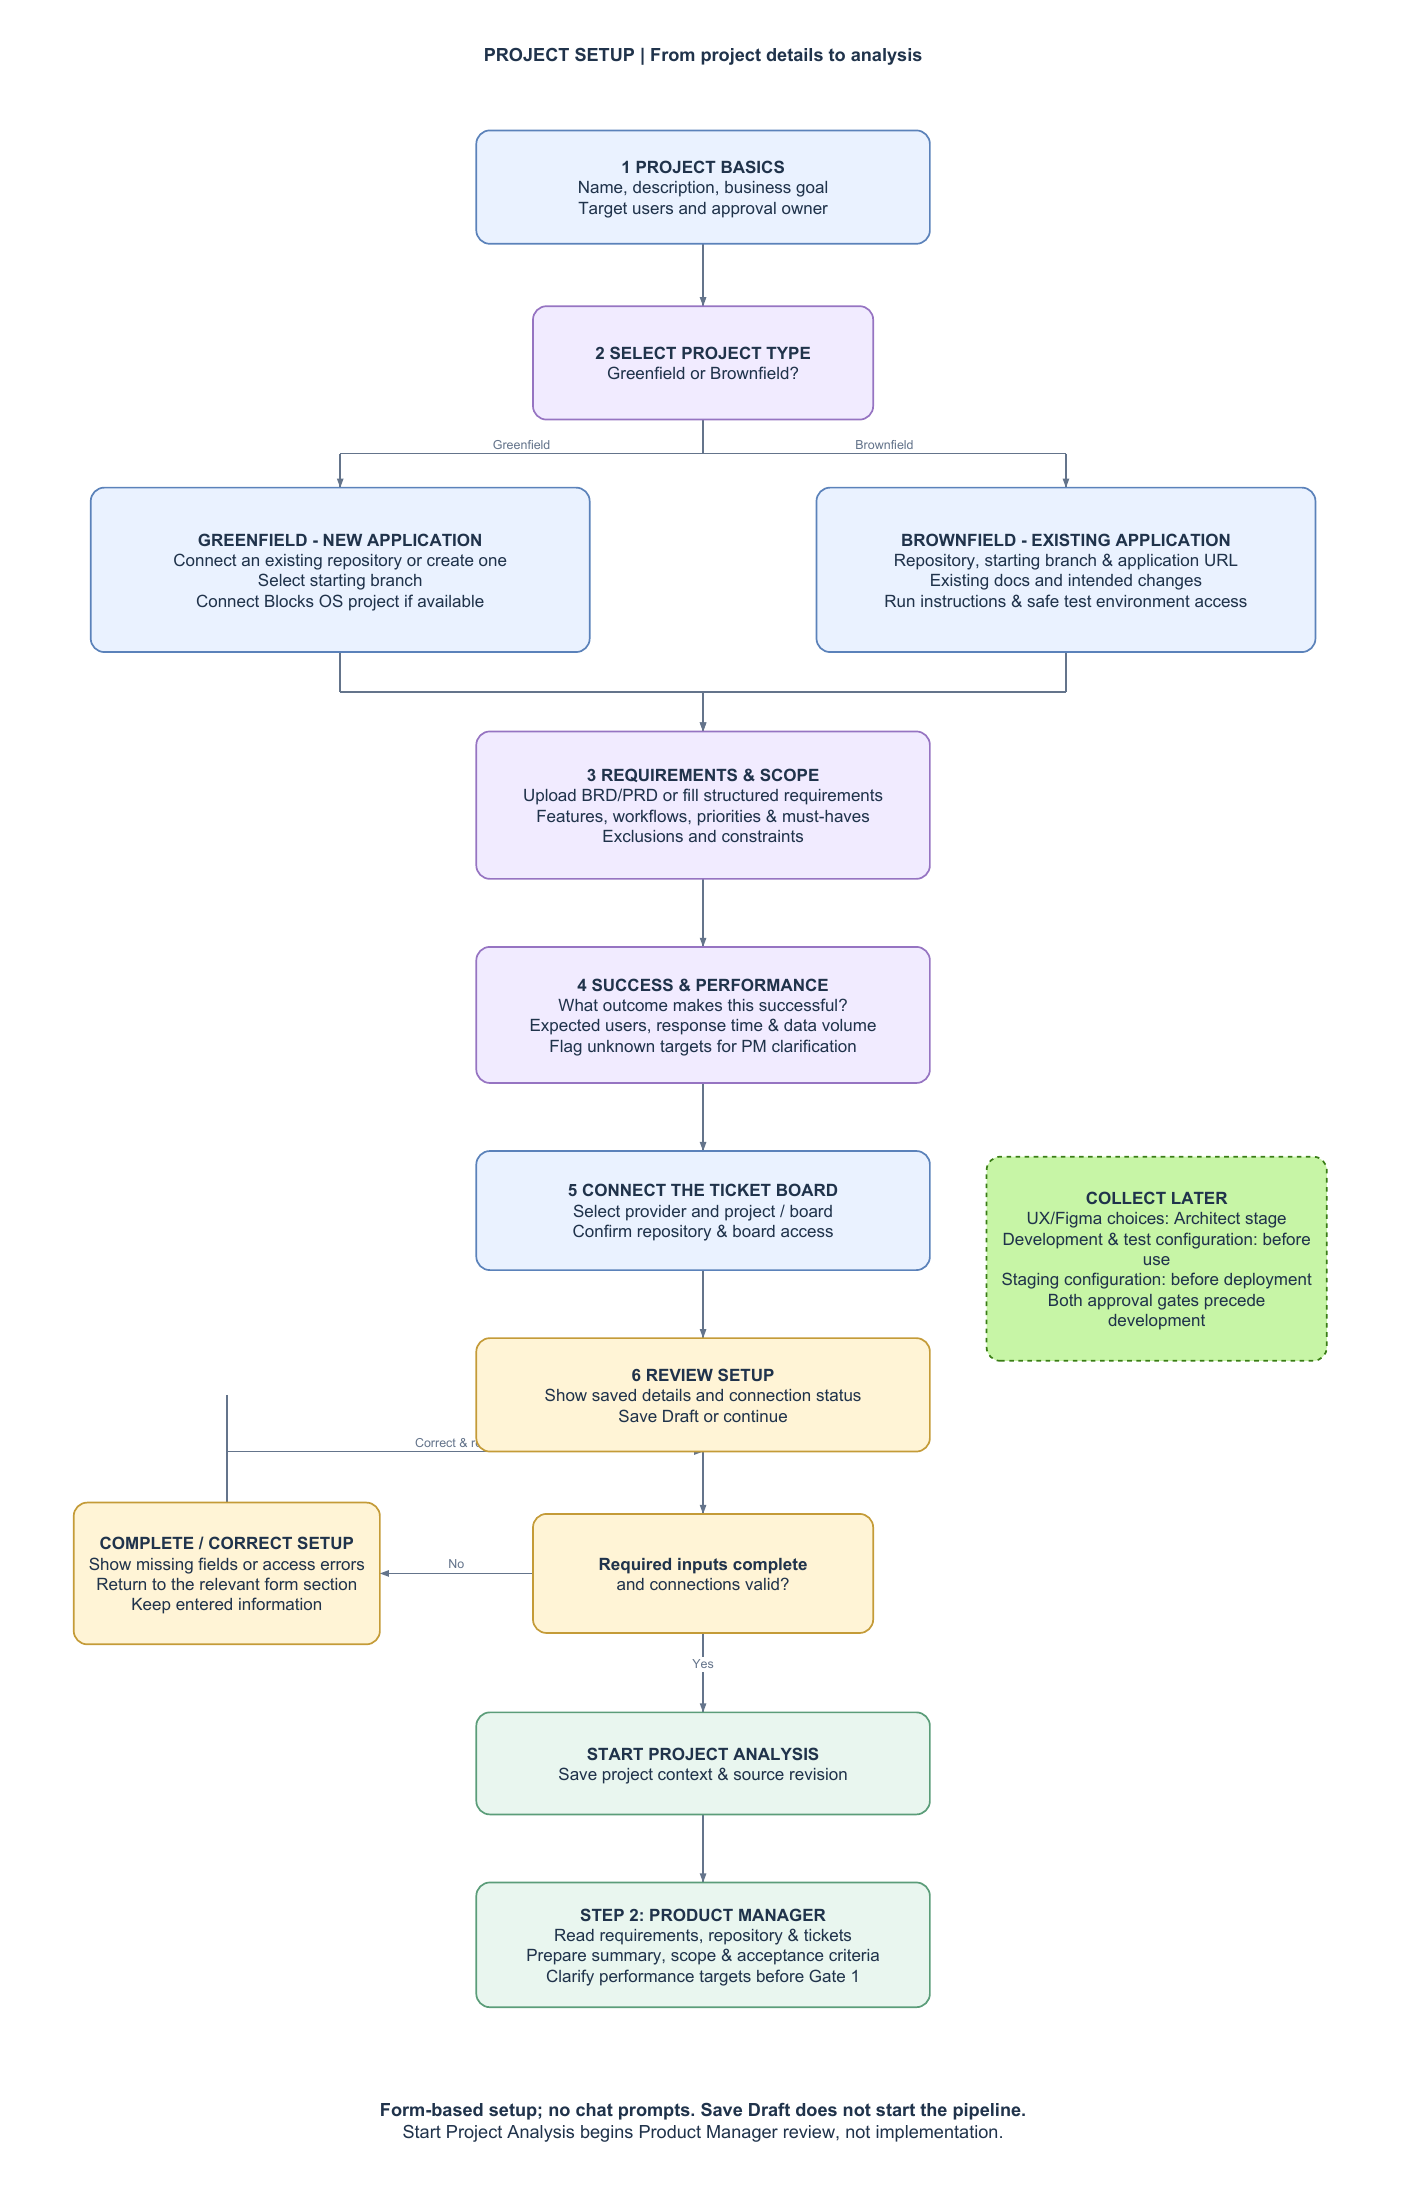 PROJECT SETUP | From project details to analysis
1 PROJECT BASICS
Name, description, business goal
Target users and approval owner
2 SELECT PROJECT TYPE
Greenfield or Brownfield?
Greenfield
Brownfield
GREENFIELD - NEW APPLICATION
Connect an existing repository or create one
Select starting branch
Connect Blocks OS project if available
BROWNFIELD - EXISTING APPLICATION
Repository, starting branch & application URL
Existing docs and intended changes
Run instructions & safe test environment access
3 REQUIREMENTS & SCOPE
Upload BRD/PRD or fill structured requirements
Features, workflows, priorities & must-haves
Exclusions and constraints
4 SUCCESS & PERFORMANCE
What outcome makes this successful?
Expected users, response time & data volume
Flag unknown targets for PM clarification
5 CONNECT THE TICKET BOARD
Select provider and project / board
Confirm repository & board access
COLLECT LATER
UX/Figma choices: Architect stage
Development & test configuration: before
use
Staging configuration: before deployment
Both approval gates precede
development
6 REVIEW SETUP
Show saved details and connection status
Save Draft or continue
Correct &
COMPLETE / CORRECT SETUP
Show missing fields or access errors
Return to the relevant form section
Keep entered information
No
Required inputs complete
and connections valid?
Yes
START PROJECT ANALYSIS
Save project context & source revision
STEP 2: PRODUCT MANAGER
Read requirements, repository & tickets
Prepare summary, scope & acceptance criteria
Clarify performance targets before Gate 1
Form-based setup; no chat prompts. Save Draft does not start the pipeline.
Start Project Analysis begins Product Manager review, not implementation.